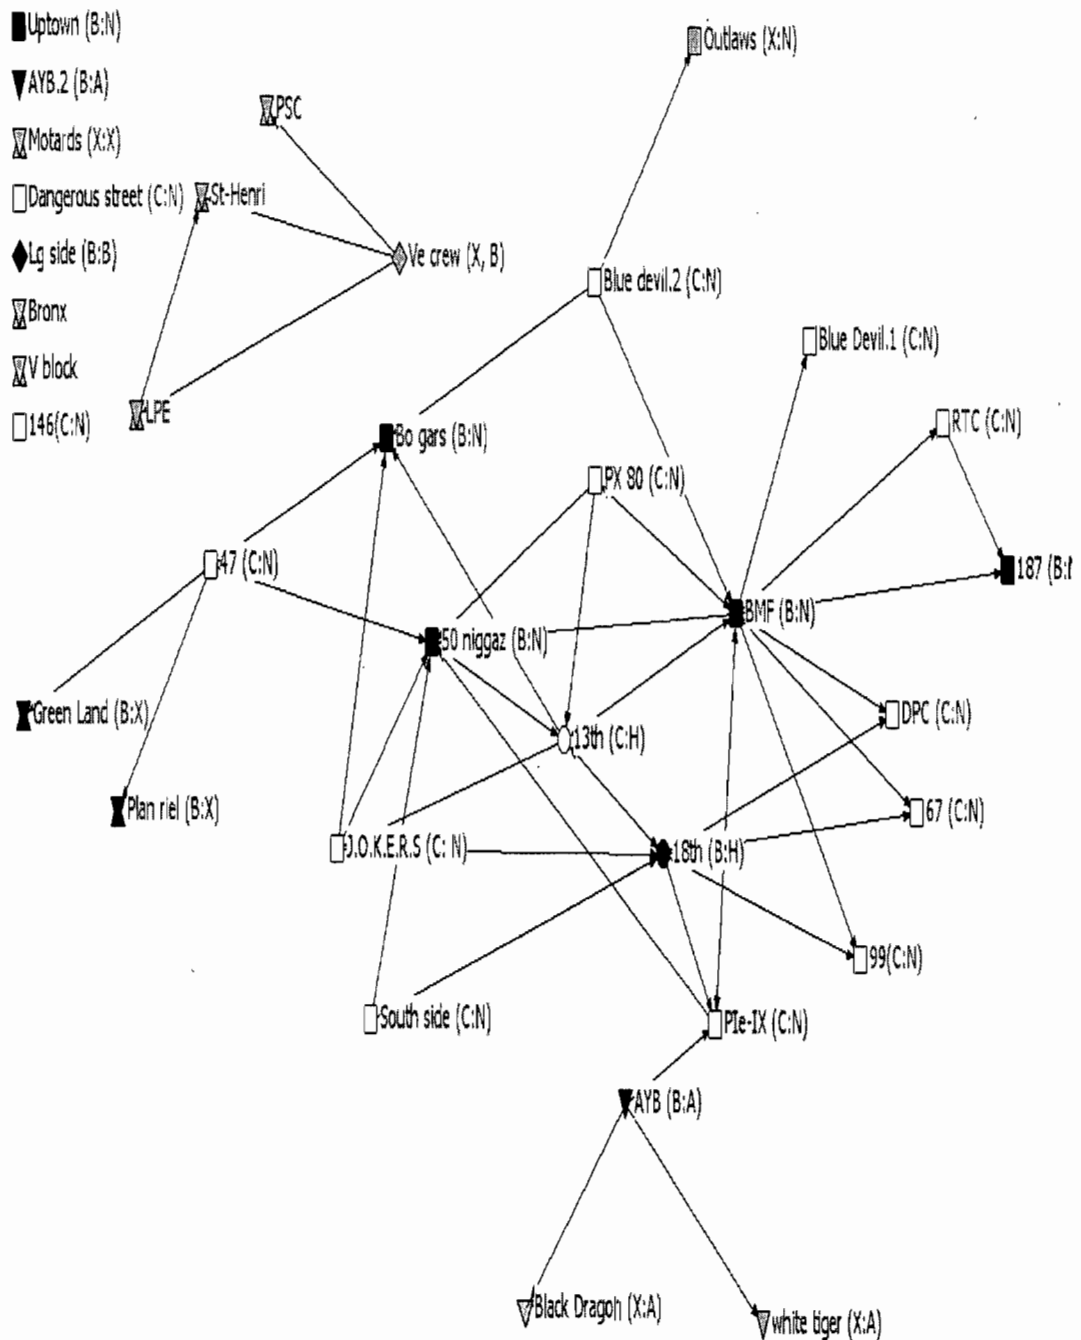 Uptown (B:N)
Outlaws (X:N)
AYB.2 (B:A)
PSC
Motards (X:X)
Dangerous street (C:N)
St-Henri
Lg side (B:B)
Ve crew (X, B)
Blue devil.2 (C:N)
Bronx
Blue Devil.1 (C:N)
V block
LPE
146(C:N)
Bo gars (B:N)
RTC (C:N)
PX 80 (C:N)
47 (C:N)
187 (B:N
BMF (B:N)
50 niggaz (B:N)
Green Land (B:X)
13th (C:H)
DPC (C:N)
Plan riel (B:X)
67 (C:N)
J.O.K.E.R.S (C: N)
18th (B:H)
99(C:N)
South side (C:N)
PIe-IX (C:N)
AYB (B:A)
Black Dragon (X:A)
white tiger (X:A)